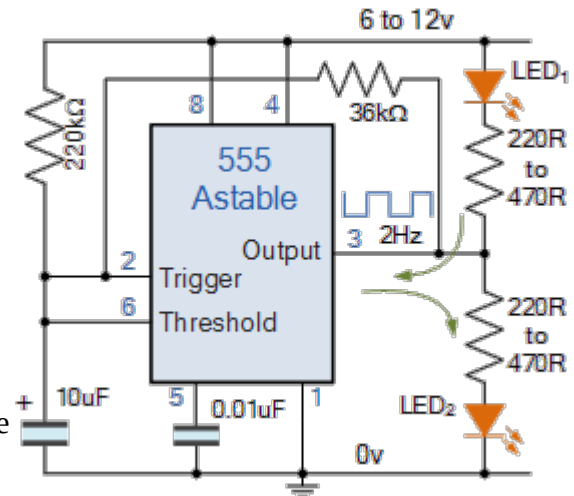 6 to 12v
LED₁
8
4
36kΩ
220kΩ
220R
to
470R
555
Astable
2Hz
Output
3
2
Trigger
6
Threshold
220R
to
470R
+
10uF
5
0.01uF
1
LED₂
e
0v